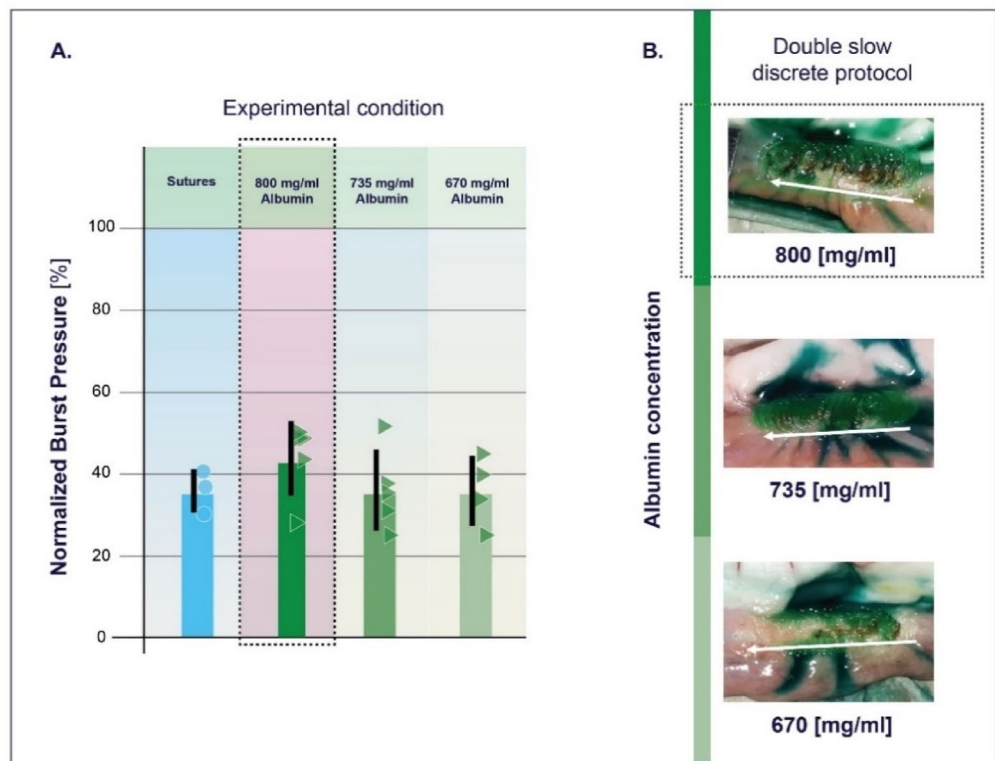 A.
Experimental condition
Sutures
800 mg/ml
Albumin
735 mg/ml
Albumin
670 mg/ml
Albumin
Normalized Burst Pressure [%]
100
80
60
40
20
0
B.
Double slow
discrete protocol
Albumin concentration
800 [mg/ml]
735 [mg/ml]
670 [mg/ml]